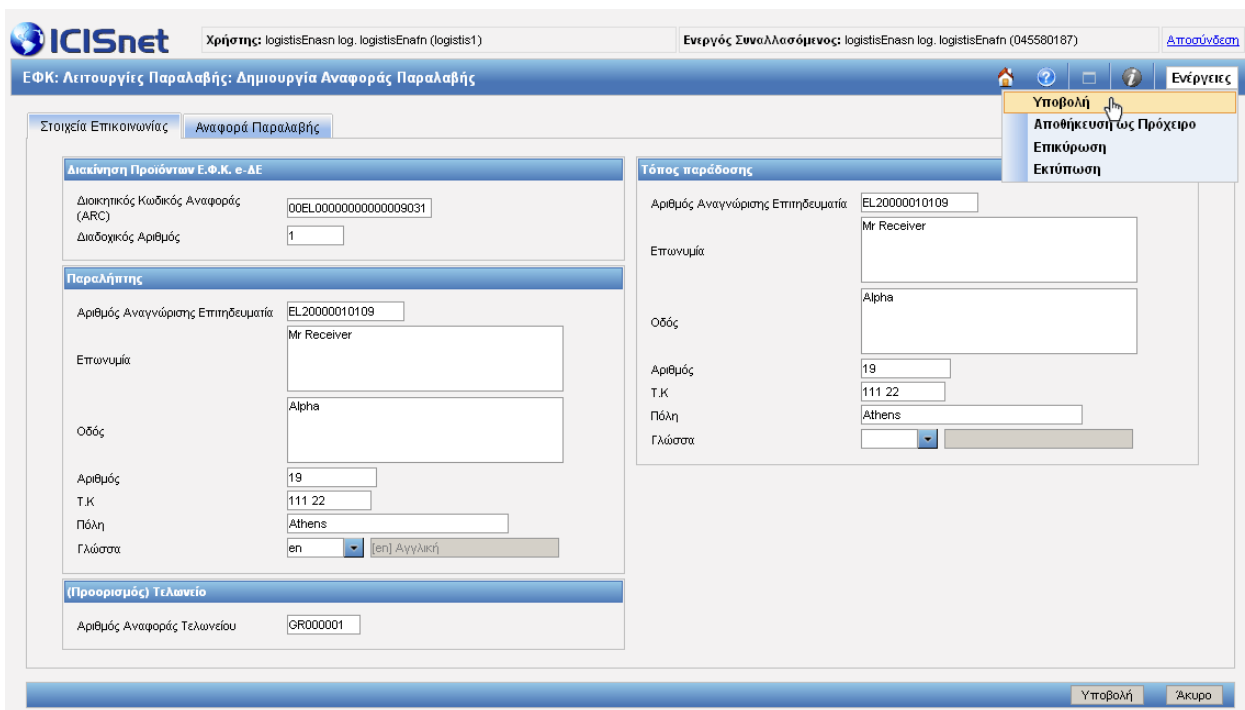 ICISnet
Χρήστης: logistisEnasn log. logistisEnafn (logistis1)
Ενεργός Συναλλασόμενος: logistisEnasn log. logistisEnafn (045580187)
Αποσύνδεση
ΕΦΚ: Λειτουργίες Παραλαβής: Δημιουργία Αναφοράς Παραλαβής
Ενέργειες
Υποβολή
Αποθήκευση ως Πρόχειρο
Επικύρωση
Εκτύπωση
Στοιχεία Επικοινωνίας
Αναφορά Παραλαβής
Διακίνηση Προϊόντων Ε.Φ.Κ. e-ΔΕ
Διοικητικός Κωδικός Αναφοράς
(ARC)
00EL00000000000009031
Διαδοχικός Αριθμός
1
Παραλήπτης
Αριθμός Αναγνώρισης Επιτηδευματία
EL20000010109
Επωνυμία
Mr Receiver
Οδός
Alpha
Αριθμός
19
Τ.Κ
111 22
Πόλη
Athens
Γλώσσα
en
[en] Αγγλική
(Προορισμός) Τελωνείο
Αριθμός Αναφοράς Τελωνείου
GR000001
Τόπος παράδοσης
Αριθμός Αναγνώρισης Επιτηδευματία
EL20000010109
Επωνυμία
Mr Receiver
Οδός
Alpha
Αριθμός
19
Τ.Κ
111 22
Πόλη
Athens
Γλώσσα
Υποβολή
Άκυρο